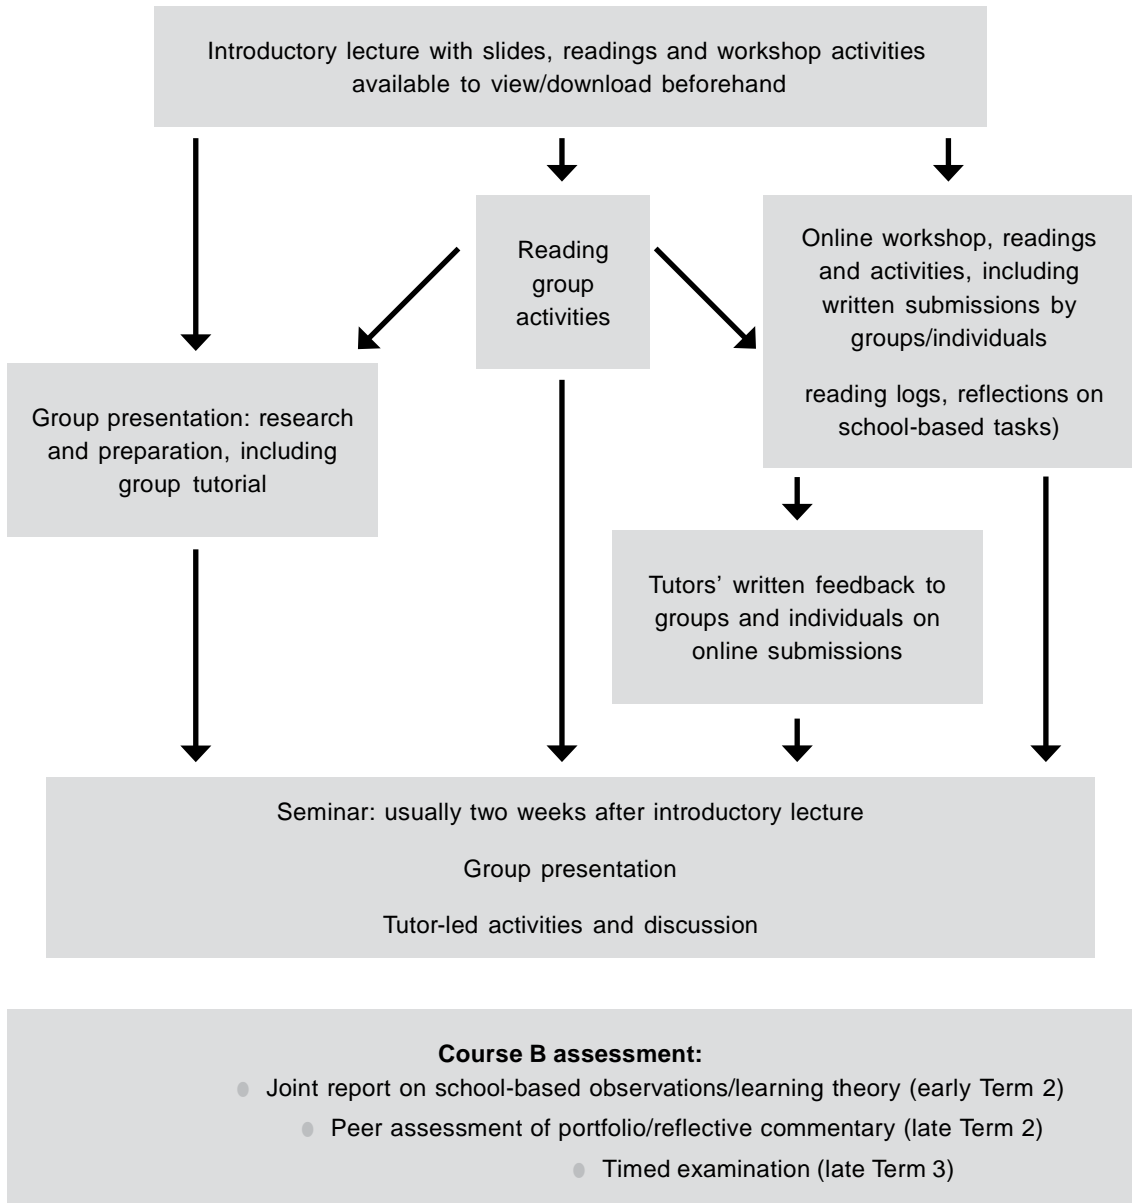 Introductory lecture with slides, readings and workshop activities
available to view/download beforehand
Reading
group
activities
Online workshop, readings
and activities, including
written submissions by
groups/individuals
reading logs, reflections on
school-based tasks)
Group presentation: research
and preparation, including
group tutorial
Tutors’ written feedback to
groups and individuals on
online submissions
Seminar: usually two weeks after introductory lecture
Group presentation
Tutor-led activities and discussion
Course B assessment:
Joint report on school-based observations/learning theory (early Term 2)
Peer assessment of portfolio/reflective commentary (late Term 2)
Timed examination (late Term 3)